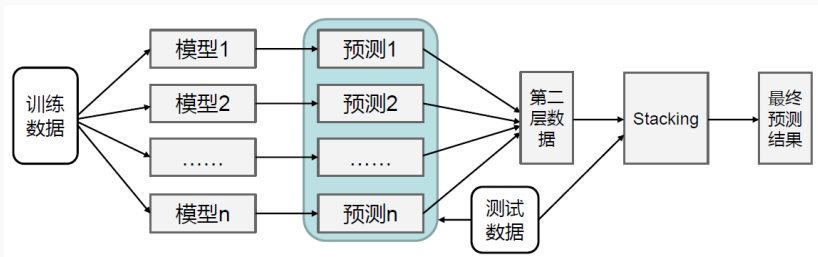 训练
数据
模型1
模型2
......
模型n
预测1
预测2
......
预测n
第二
层数
据
测试
数据
Stacking
最终
预测
结果